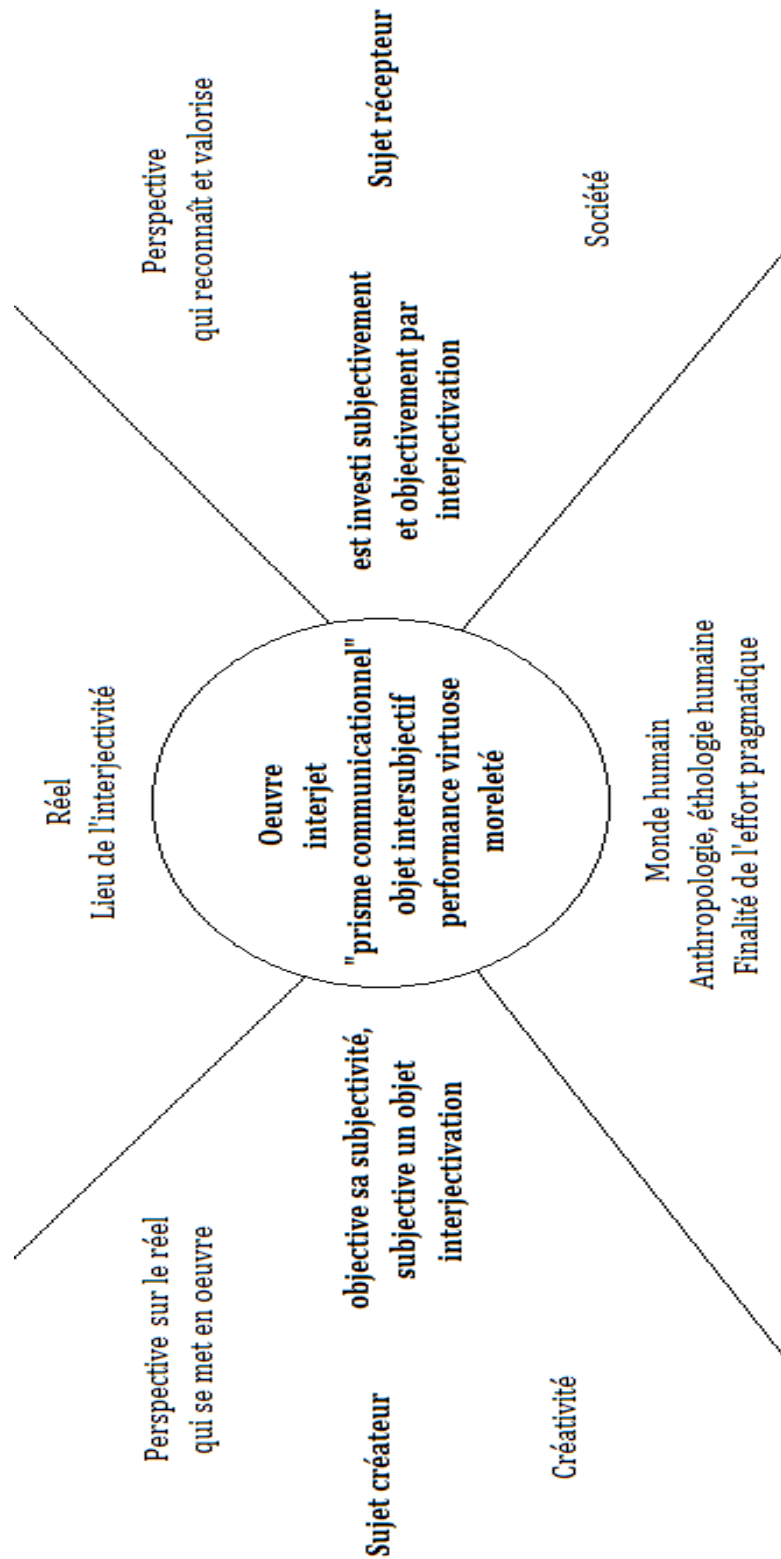 Réel
Lieu de l'interjectivité
Perspective sur le réel
qui se met en oeuvre
Perspective
qui reconnaît et valorise
Sujet créateur
objective sa subjectivité,
subjective un objet
interjectivation
Oeuvre
interjet
"prisme communicationnel"
objet intersubjectif
performance virtuose
moreleté
est investi subjectivement
et objectivement par
interjectivation
Sujet récepteur
Créativité
Société
Monde humain
Anthropologie, éthologie humaine
Finalité de l'effort pragmatique